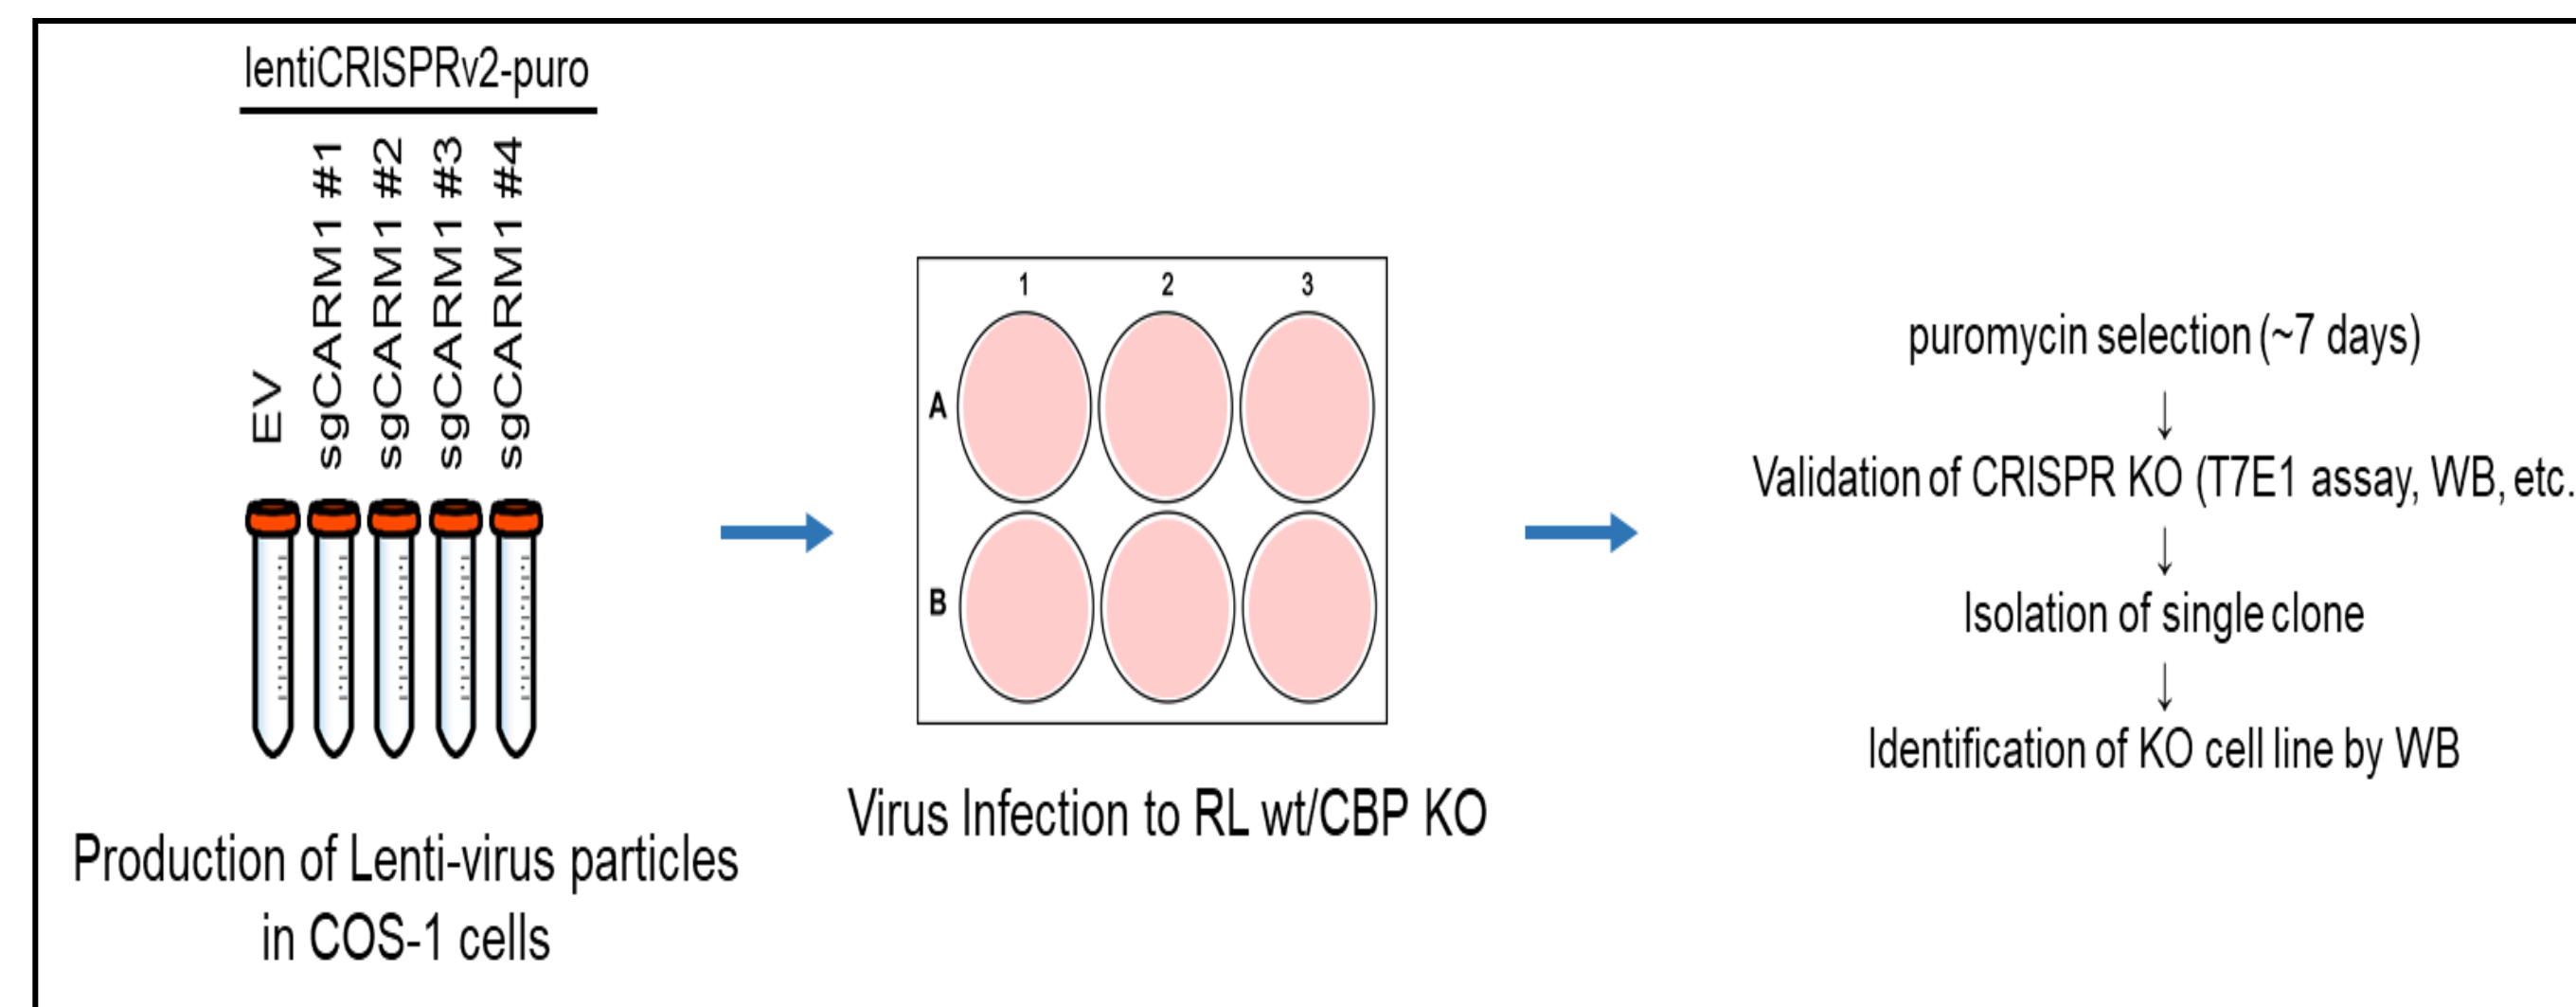 lentiCRISPRv2-puro
EV
sgCARM1 #1
sgCARM1 #2
sgCARM1 #3
sgCARM1 #4
Production of Lenti-virus particles
in COS-1 cells
1 2 3
A
B
Virus Infection to RL wt/CBP KO
puromycin selection (~7 days)
↓
Validation of CRISPR KO (T7E1 assay, WB, etc.
↓
Isolation of single clone
↓
Identification of KO cell line by WB